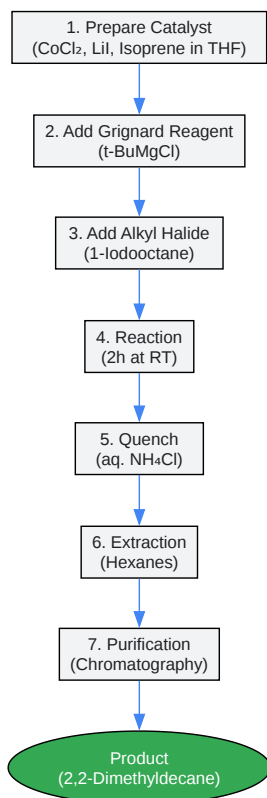 1. Prepare Catalyst
(CoCl₂, LiI, Isoprene in THF)
2. Add Grignard Reagent
(t-BuMgCl)
3. Add Alkyl Halide
(1-Iodooctane)
4. Reaction
(2h at RT)
5. Quench
(aq. NH₄Cl)
6. Extraction
(Hexanes)
7. Purification
(Chromatography)
Product
(2,2-Dimethyldecane)